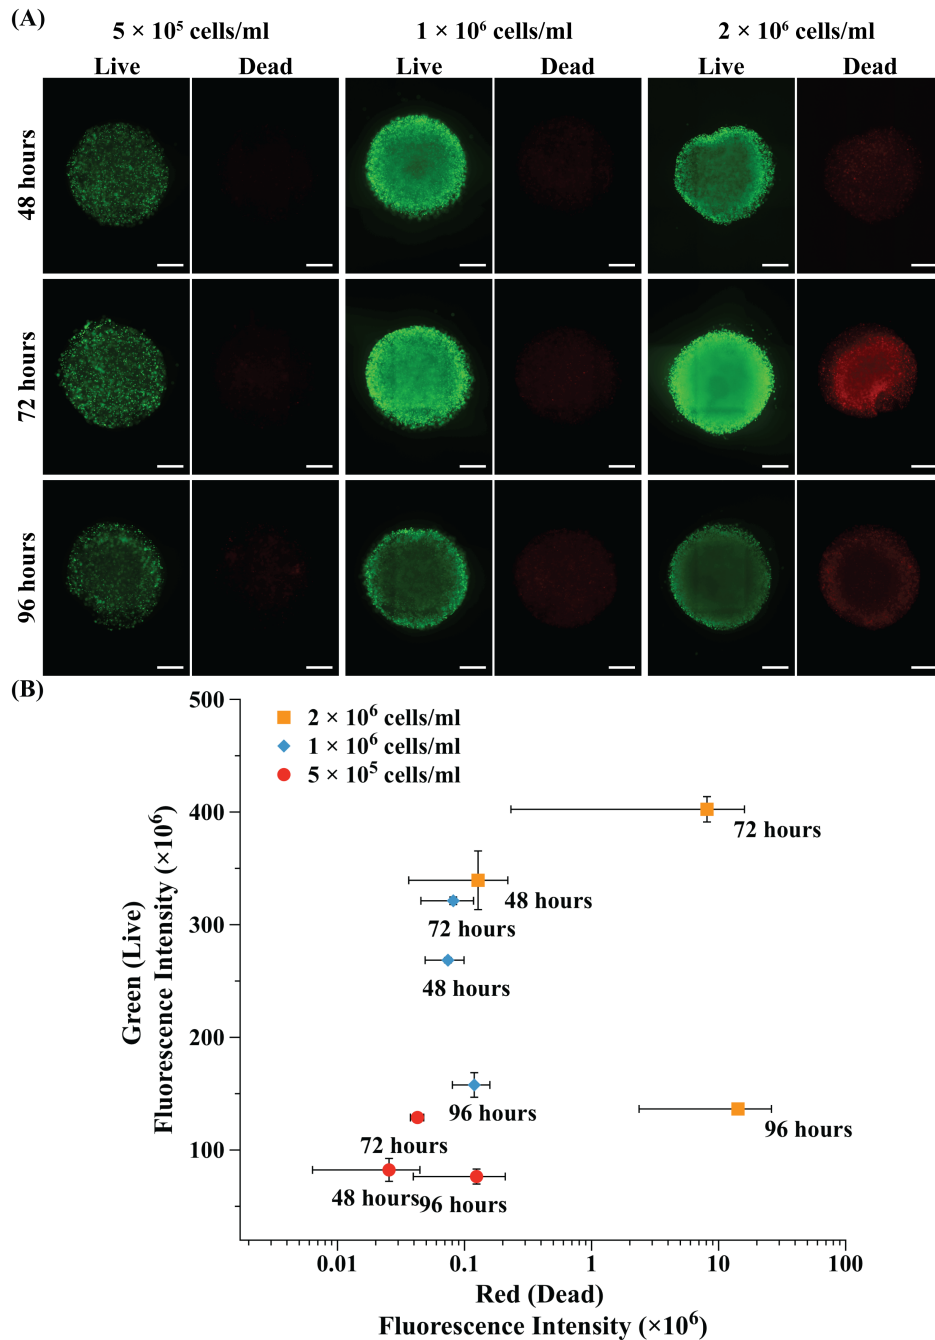 (A)
5 × 10⁵ cells/ml
1 × 10⁶ cells/ml
2 × 10⁶ cells/ml
Live
Dead
Live
Dead
Live
Dead
48 hours
72 hours
96 hours
(B)
2 × 10⁶ cells/ml
1 × 10⁶ cells/ml
5 × 10⁵ cells/ml
500
400
300
200
100
Green (Live)
Fluorescence Intensity (×10⁶)
72 hours
48 hours
72 hours
48 hours
96 hours
96 hours
72 hours
48 hours
96 hours
0.01
0.1
1
10
100
Red (Dead)
Fluorescence Intensity (×10⁶)